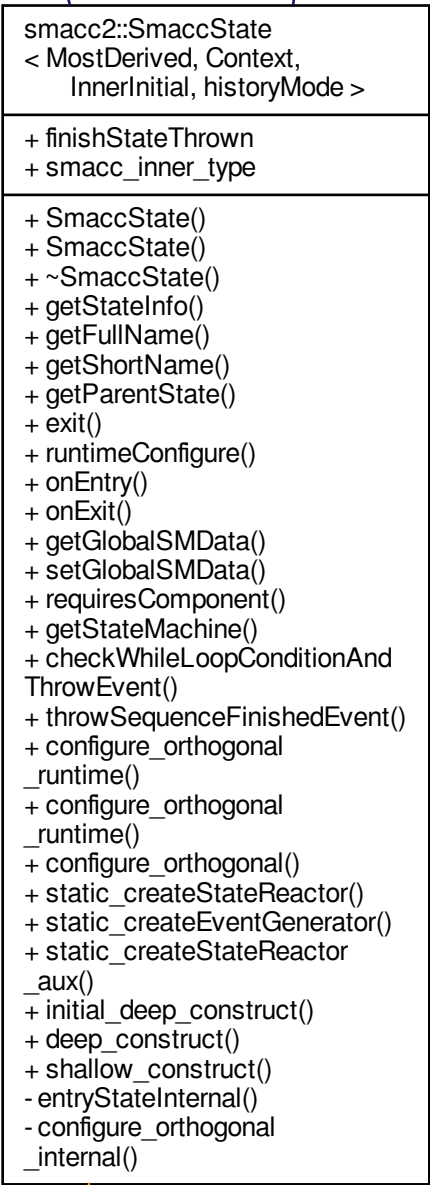 smacc2::SmaccState
< MostDerived, Context,
InnerInitial, historyMode >
+ finishStateThrown
+ smacc_inner_type
+ SmaccState()
+ SmaccState()
+ ~SmaccState()
+ getStateInfo()
+ getFullName()
+ getShortName()
+ getParentState()
+ exit()
+ runtimeConfigure()
+ onEntry()
+ onExit()
+ getGlobalSMData()
+ setGlobalSMData()
+ requiresComponent()
+ getStateMachine()
+ checkWhileLoopConditionAnd
ThrowEvent()
+ throwSequenceFinishedEvent()
+ configure_orthogonal
_runtime()
+ configure_orthogonal
_runtime()
+ configure_orthogonal()
+ static_createStateReactor()
+ static_createEventGenerator()
+ static_createStateReactor
_aux()
+ initial_deep_construct()
+ deep_construct()
+ shallow_construct()
- entryStateInternal()
- configure_orthogonal
_internal()